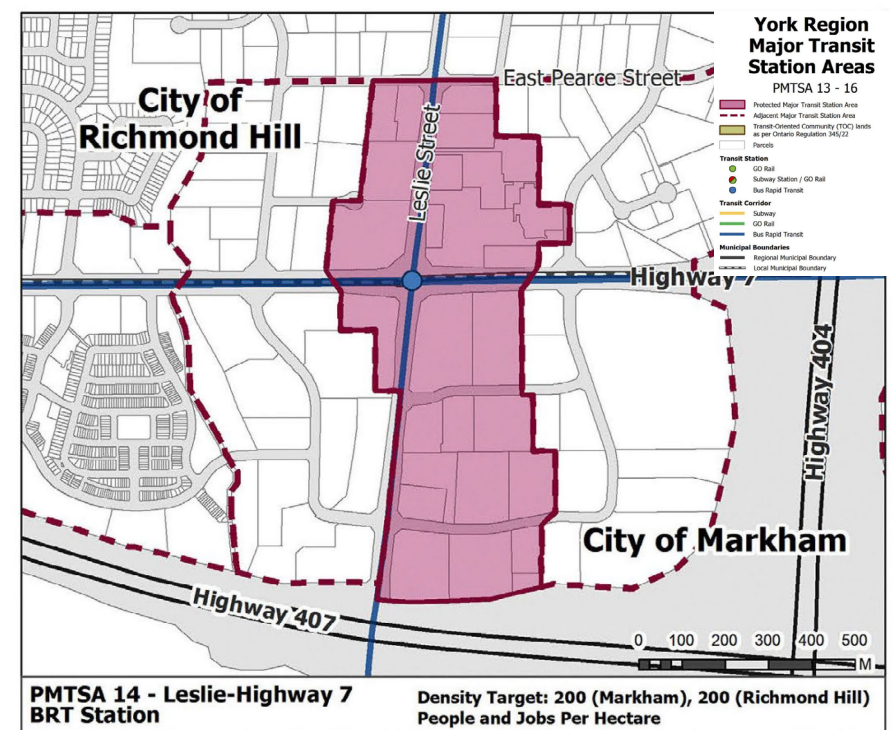 York Region
Major Transit
Station Areas
PMTSA 13 - 16
Protected Major Transit Station Area
Adjacent Major Transit Station Area
Transit-Oriented Community (TOC) lands
as per Ontario Regulation 345/22
Parcels
Transit Station
GO Rail
Subway Station / GO Rail
Bus Rapid Transit
Transit Corridor
Subway
GO Rail
Bus Rapid Transit
Municipal Boundaries
Regional Municipal Boundary
Local Municipal Boundary
East Pearce Street
City of
Richmond Hill
Leslie Street
Highway 7
Highway 404
City of Markham
Highway 407
0 100 200 300 400 500
M
PMTSA 14 - Leslie-Highway 7
BRT Station
Density Target: 200 (Markham), 200 (Richmond Hill)
People and Jobs Per Hectare